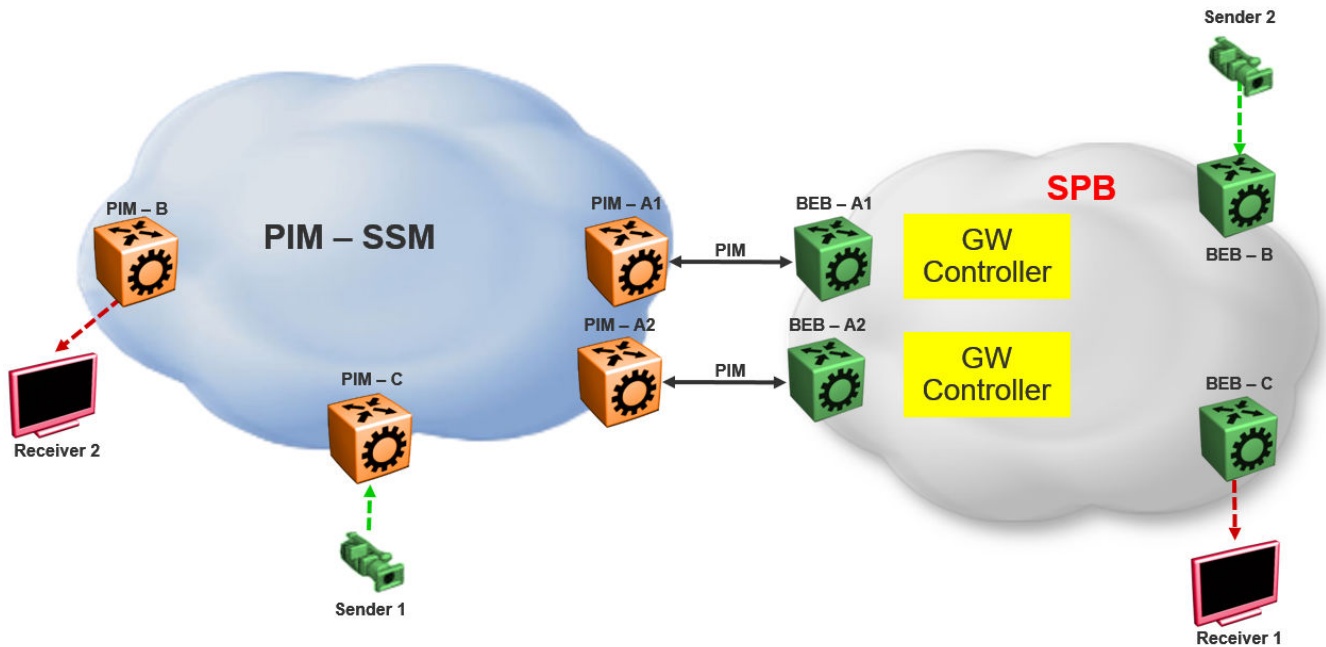 Sender 2
SPB
PIM – B
PIM – SSM
PIM – A1
PIM
BEB – A1
GW
Controller
BEB – B
PIM – A2
PIM
BEB – A2
GW
Controller
PIM – C
BEB – C
Receiver 2
Sender 1
Receiver 1